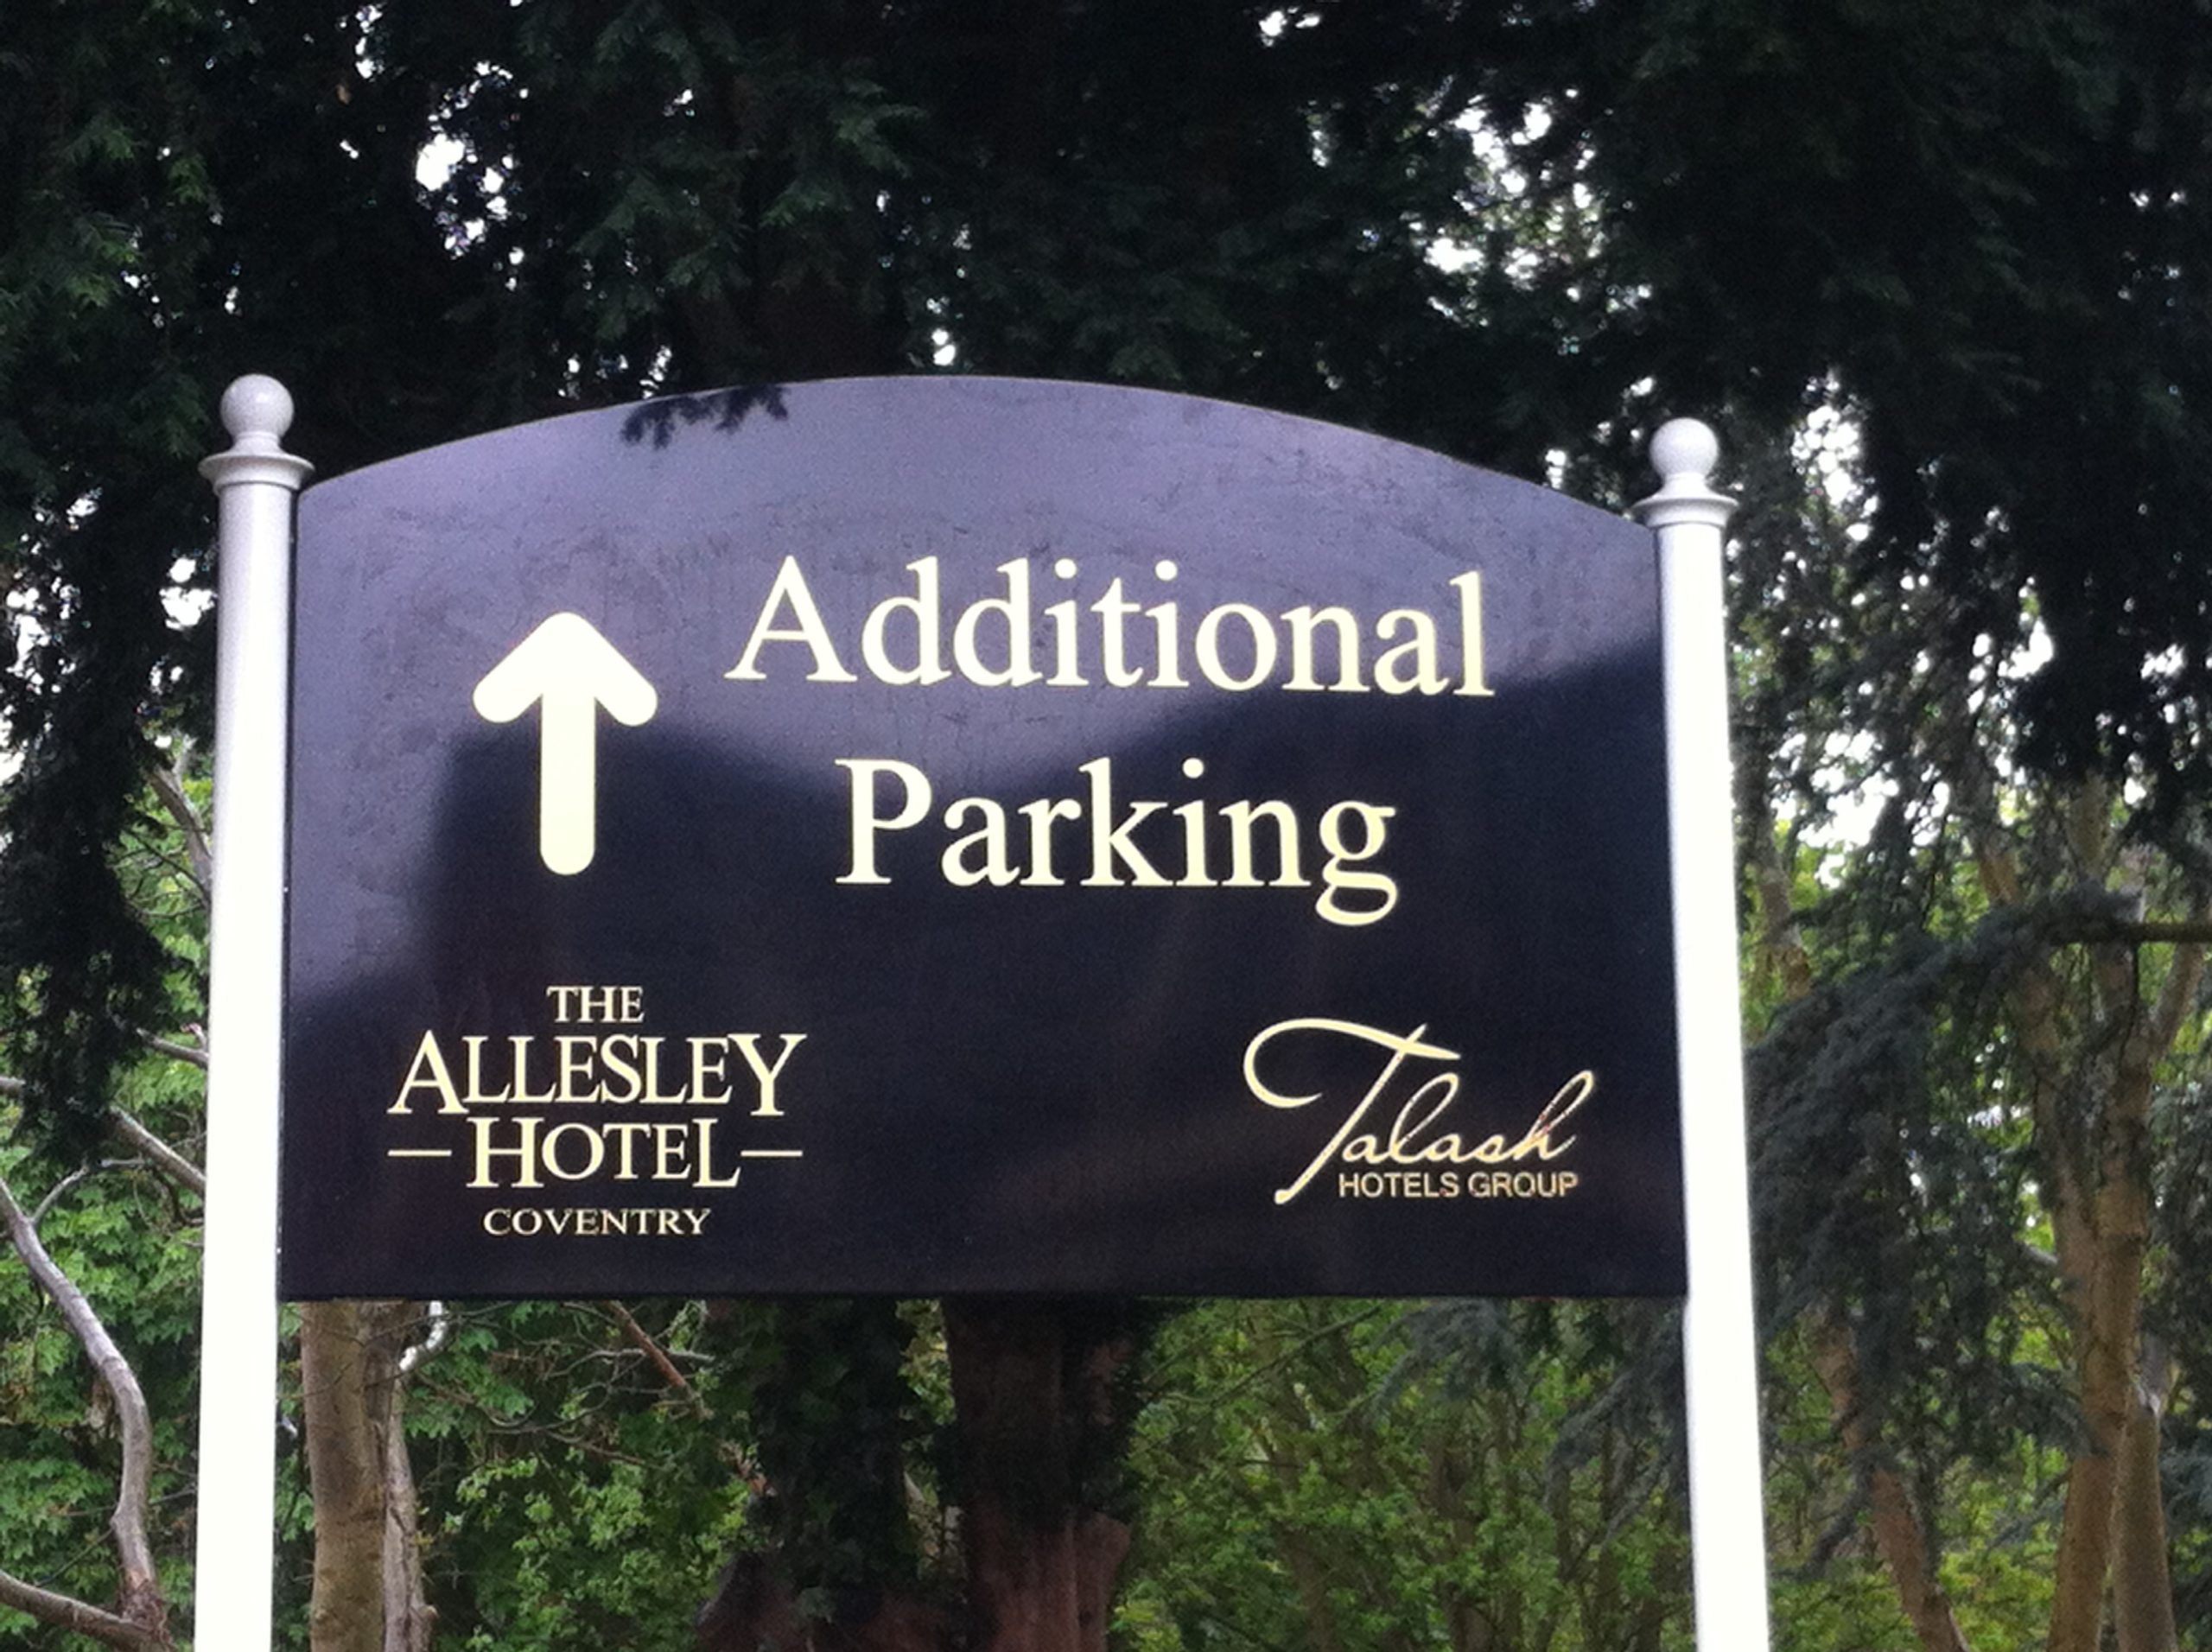 Additional
Parking
THE
ALLESLEY
HOTEL
COVENTRY
Talash
HOTELS GROUP